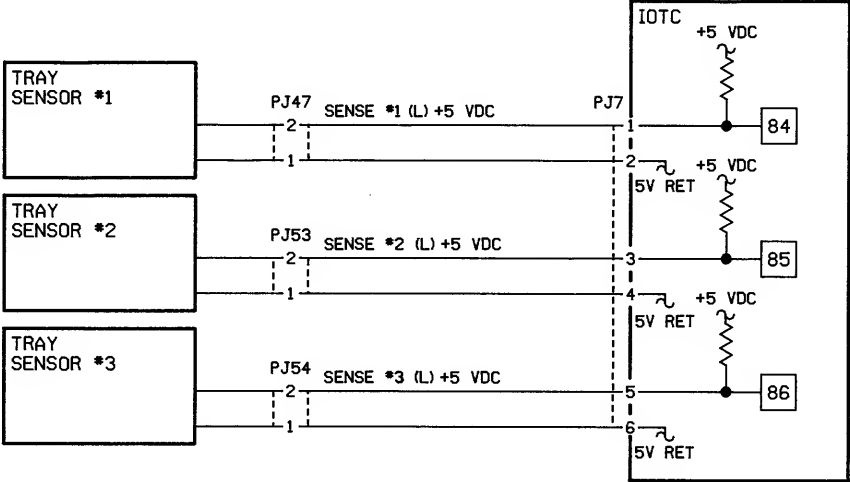 IOTC
+5 VDC
TRAY
SENSOR #1
PJ47
SENSE #1 (L) +5 VDC
PJ7
2
1
84
1
2
+5 VDC
5V RET
TRAY
SENSOR #2
PJ53
SENSE #2 (L) +5 VDC
2
3
85
1
4
+5 VDC
5V RET
TRAY
SENSOR #3
PJ54
SENSE #3 (L) +5 VDC
2
5
86
1
6
5V RET